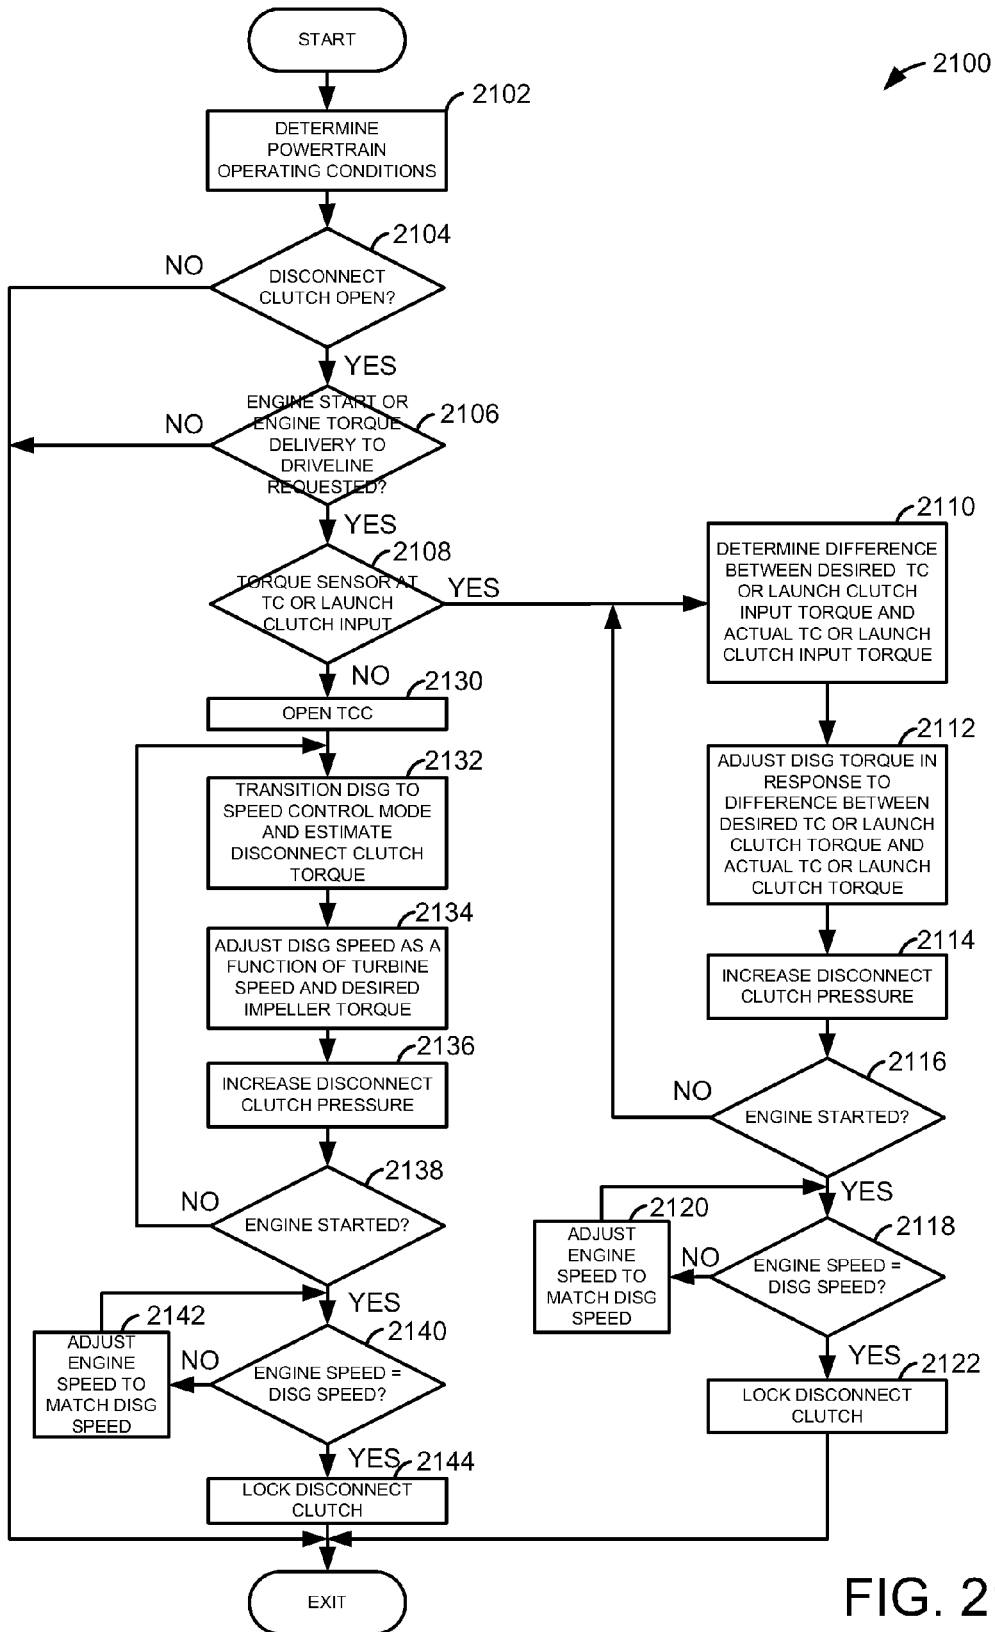 START
2100
2102
DETERMINE
POWERTRAIN
OPERATING CONDITIONS
2104
NO
DISCONNECT
CLUTCH OPEN?
YES
2106
NO
ENGINE START OR
ENGINE TORQUE
DELIVERY TO
DRIVELINE
REQUESTED?
YES
2108
TORQUE SENSOR AT
TC OR LAUNCH
CLUTCH INPUT
YES
NO
2110
DETERMINE DIFFERENCE
BETWEEN DESIRED TC
OR LAUNCH CLUTCH
INPUT TORQUE AND
ACTUAL TC OR LAUNCH
CLUTCH INPUT TORQUE
2112
ADJUST DISG TORQUE IN
RESPONSE TO
DIFFERENCE BETWEEN
DESIRED TC OR LAUNCH
CLUTCH TORQUE AND
ACTUAL TC OR LAUNCH
CLUTCH TORQUE
2114
INCREASE DISCONNECT
CLUTCH PRESSURE
2116
NO
ENGINE STARTED?
YES
2120
ADJUST
ENGINE
SPEED TO
MATCH DISG
SPEED
NO
2118
ENGINE SPEED =
DISG SPEED?
YES
2122
LOCK DISCONNECT
CLUTCH
2130
OPEN TCC
2132
TRANSITION DISG TO
SPEED CONTROL MODE
AND ESTIMATE
DISCONNECT CLUTCH
TORQUE
2134
ADJUST DISG SPEED AS A
FUNCTION OF TURBINE
SPEED AND DESIRED
IMPELLER TORQUE
2136
INCREASE DISCONNECT
CLUTCH PRESSURE
2138
NO
ENGINE STARTED?
YES
2142
ADJUST
ENGINE
SPEED TO
MATCH DISG
SPEED
NO
2140
ENGINE SPEED =
DISG SPEED?
YES
2144
LOCK DISCONNECT
CLUTCH
EXIT
FIG. 2